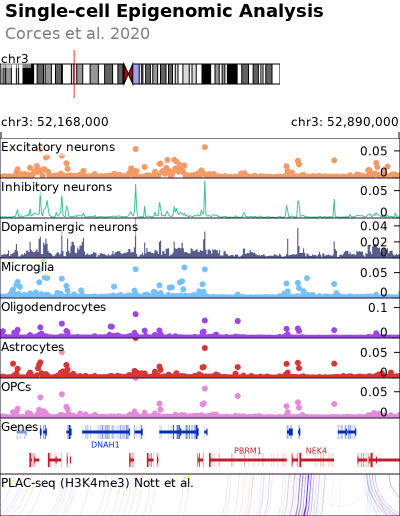 Single-cell Epigenomic Analysis
Corces et al. 2020
chr3
chr3: 52,168,000 chr3: 52,890,000
Excitatory neurons 0.05
0
Inhibitory neurons 0.05
0
Dopaminergic neurons 0.04
0.02
0
Microglia 0.05
0
Oligodendrocytes 0.1
0
Astrocytes 0.05
0
OPCs 0.05
0
Genes
DNAH1
PBRM1 NEK4
PLAC-seq (H3K4me3) Nott et al.